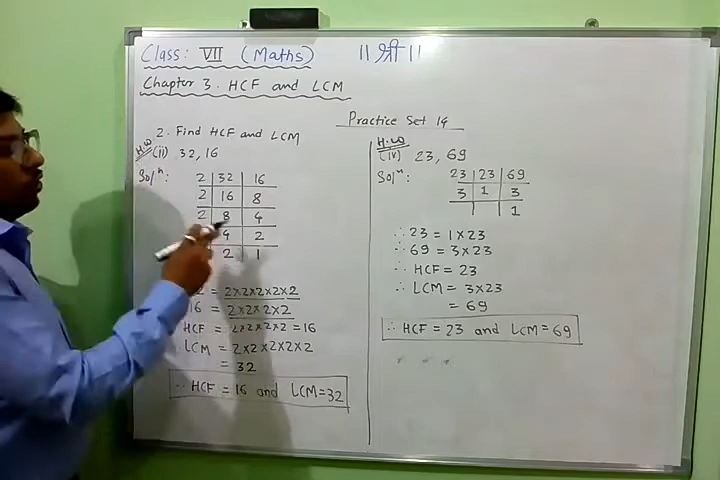 Class: VII (Maths) ॥ श्री ॥
Chapter 3. HCF and LCM
Practice Set 14
2. Find HCF and LCM
H.W (ii) 32, 16
Solⁿ: 2 | 32 | 16
2 | 16 | 8
2 | 8 | 4
4 | 2
2 | 1
= 2×2×2×2×2
16 = 2×2×2×2
HCF = 2×2×2×2 = 16
LCM = 2×2×2×2×2
= 32
∴ HCF = 16 and LCM=32
H.W
(iv) 23, 69
Solⁿ: 23 | 23 | 69
3 | 1 | 3
1
∴ 23 = 1×23
∴ 69 = 3×23
∴ HCF = 23
∴ LCM = 3×23
= 69
∴ HCF = 23 and LCM=69